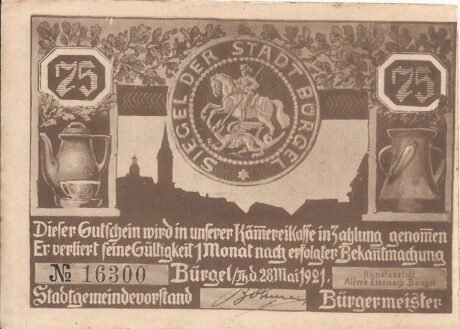 75
75
SIEGEL DER STADT BÜRGEL
Dieser Gutschein wird in unserer Kämmereikasse in Zahlung genommen
Er verliert seine Gültigkeit 1 Monat nach erfolgter Bekanntmachung
№ 16300
Bürgel /Th. d. 28 Mai 1921.
Kunstanstalt
Alfred Eisenach Bürgel
Stadtgemeindevorstand
Böhme
Bürgermeister